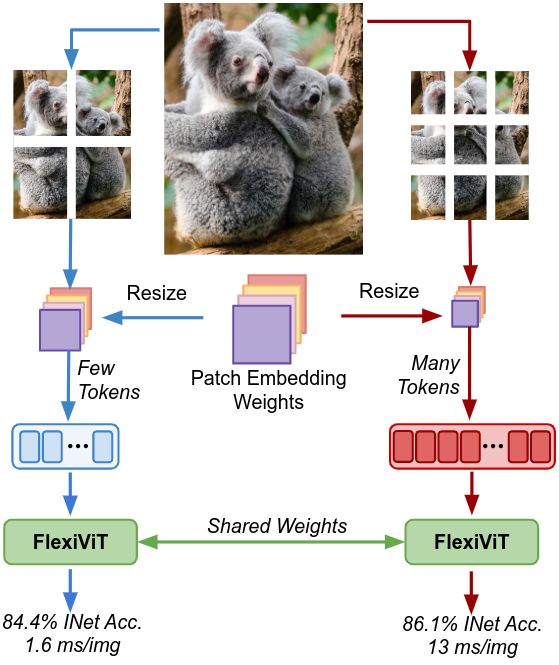 Resize
Resize
Patch Embedding
Weights
Few
Tokens
Many
Tokens
Shared Weights
FlexiViT
FlexiViT
84.4% INet Acc.
1.6 ms/img
86.1% INet Acc.
13 ms/img